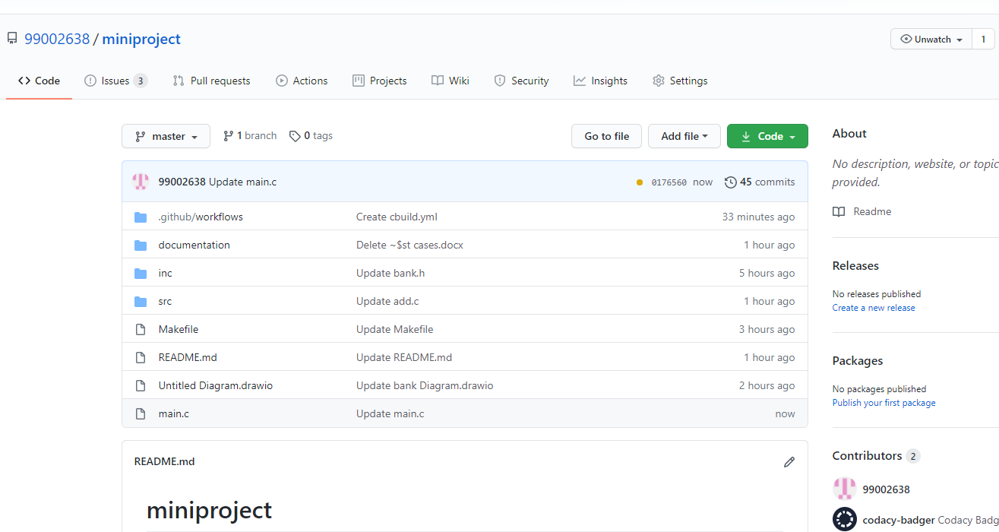 99002638 / miniproject
Unwatch 1
Code Issues 3 Pull requests Actions Projects Wiki Security Insights Settings
master 1 branch 0 tags Go to file Add file Code
99002638 Update main.c 0176560 now 45 commits
.github/workflows Create cbuild.yml 33 minutes ago
documentation Delete ~$st cases.docx 1 hour ago
inc Update bank.h 5 hours ago
src Update add.c 1 hour ago
Makefile Update Makefile 3 hours ago
README.md Update README.md 1 hour ago
Untitled Diagram.drawio Update bank Diagram.drawio 2 hours ago
main.c Update main.c now
README.md
miniproject
About
No description, website, or topic
provided.
Readme
Releases
No releases published
Create a new release
Packages
No packages published
Publish your first package
Contributors 2
99002638
codacy-badger Codacy Badg